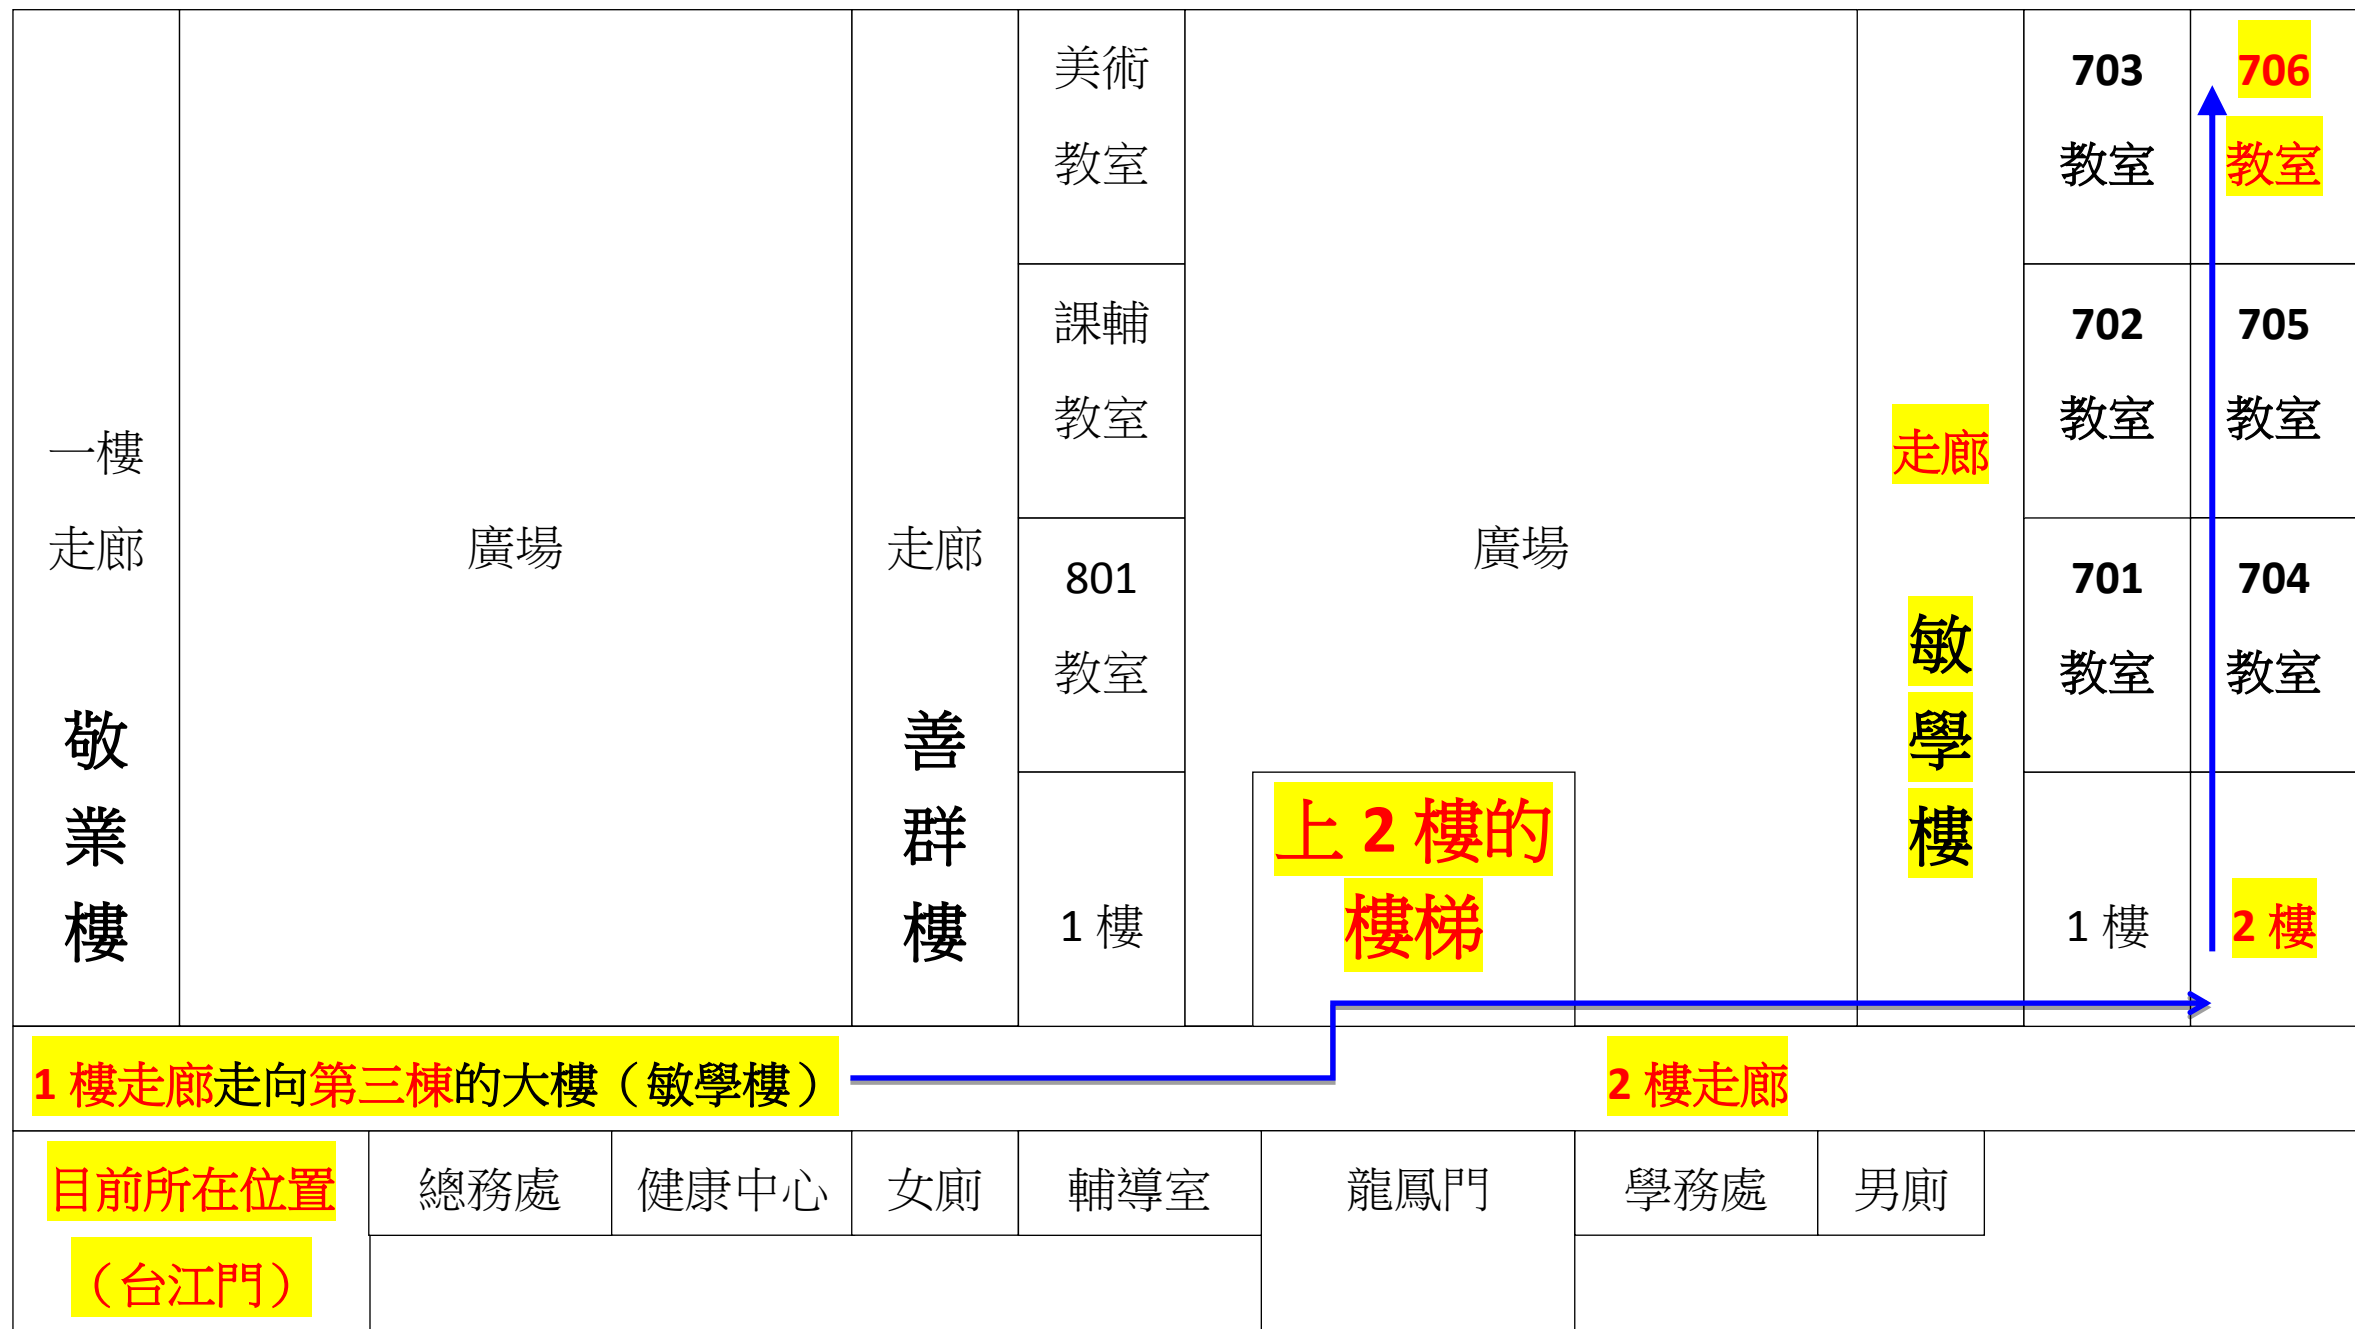 一樓
走廊
敬
業
樓
廣場
走廊
善
群
樓
美術
教室
課輔
教室
801
教室
1 樓
廣場
上 2 樓的
樓梯
走廊
敏
學
樓
703
教室
702
教室
701
教室
1 樓
706
教室
705
教室
704
教室
2 樓
1 樓走廊走向第三棟的大樓（敏學樓）
2 樓走廊
目前所在位置
（台江門）
總務處
健康中心
女廁
輔導室
龍鳳門
學務處
男廁